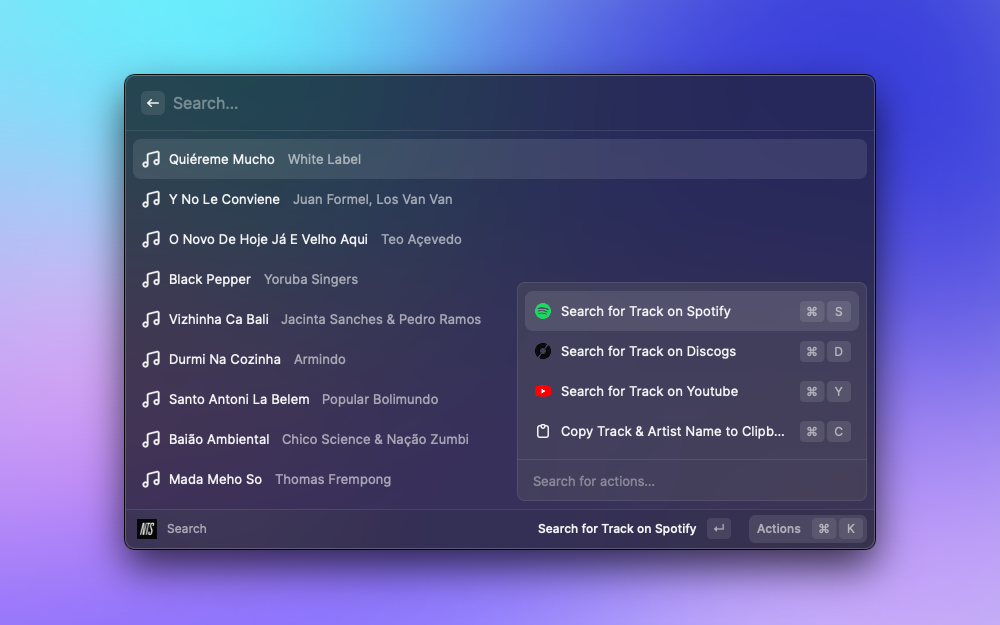 Search...
Quiéreme Mucho White Label
Y No Le Conviene Juan Formel, Los Van Van
O Novo De Hoje Já E Velho Aqui Teo Açevedo
Black Pepper Yoruba Singers
Vizhinha Ca Bali Jacinta Sanches & Pedro Ramos
Durmi Na Cozinha Armindo
Santo Antoni La Belem Popular Bolimundo
Baião Ambiental Chico Science & Nação Zumbi
Mada Meho So Thomas Frempong
Search for Track on Spotify ⌘ S
Search for Track on Discogs ⌘ D
Search for Track on Youtube ⌘ Y
Copy Track & Artist Name to Clipb... ⌘ C
Search for actions...
NTS Search
Search for Track on Spotify ↵ Actions ⌘ K